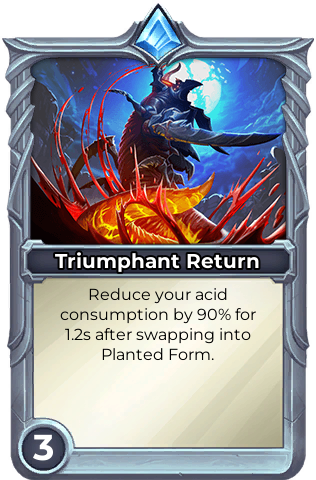 Triumphant Return
Reduce your acid
consumption by 90% for
1.2s after swapping into
Planted Form.
3